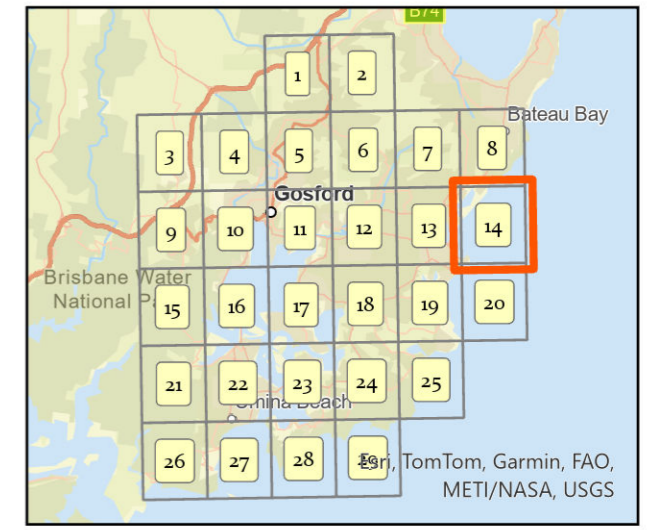 B74
1 2
Bateau Bay
3 4 5 6 7 8
Gosford
9 10 11 12 13 14
Brisbane Water
National P
15 16 17 18 19 20
21 22 23 24 25
Umina Beach
26 27 28 29
Esri, TomTom, Garmin, FAO,
METI/NASA, USGS